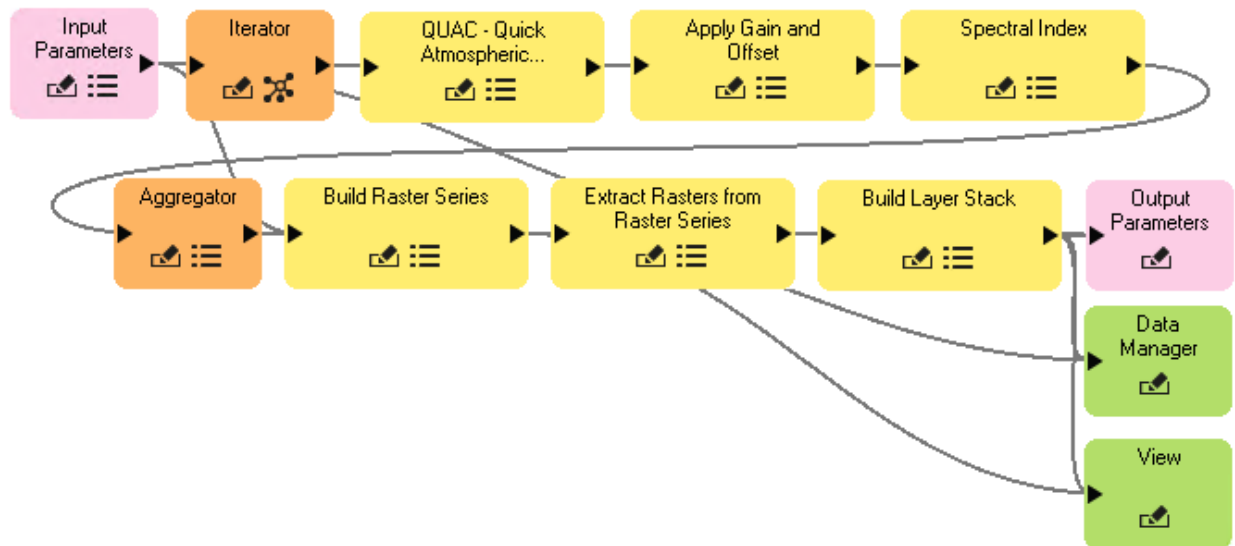 Input
Parameters
Iterator
QUAC - Quick
Atmospheric...
Apply Gain and
Offset
Spectral Index
Aggregator
Build Raster Series
Extract Rasters from
Raster Series
Build Layer Stack
Output
Parameters
Data
Manager
View